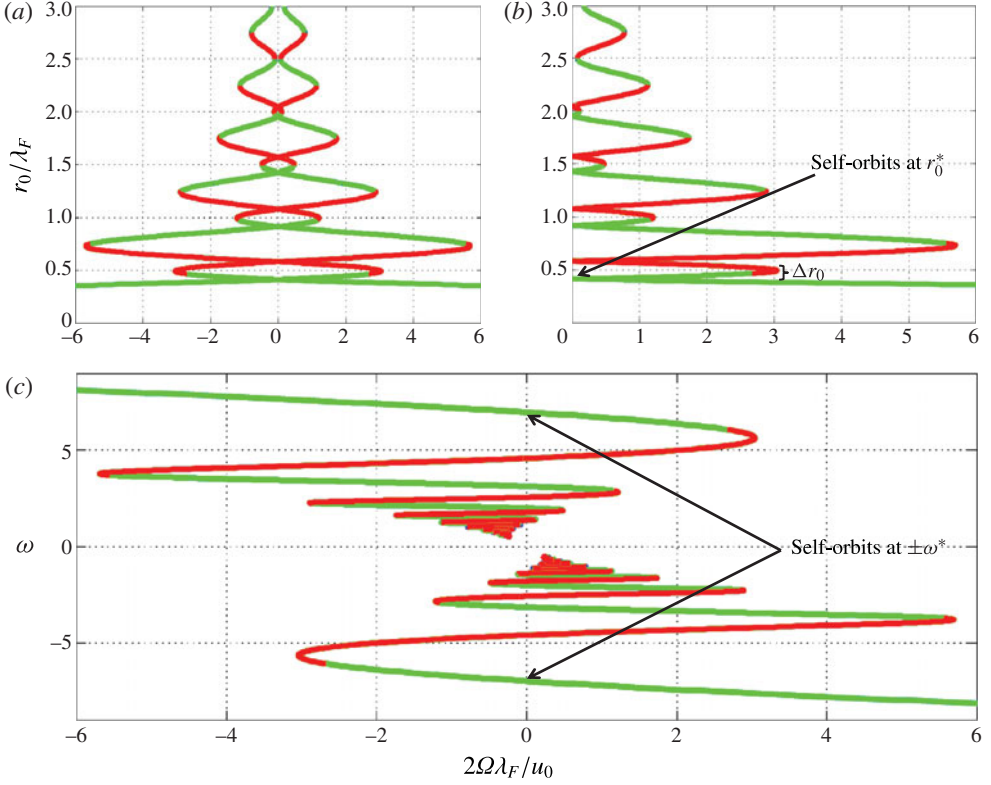 (a)
(b)
3.0
2.5
2.0
1.5
1.0
0.5
0
r₀/λ_F
−6 −4 −2 0 2 4 6
3.0
2.5
2.0
1.5
1.0
0.5
0
0 1 2 3 4 5 6
Self-orbits at r₀*
Δr₀
(c)
5
0
−5
ω
Self-orbits at ±ω*
−6 −4 −2 0 2 4 6
2Ωλ_F/u₀